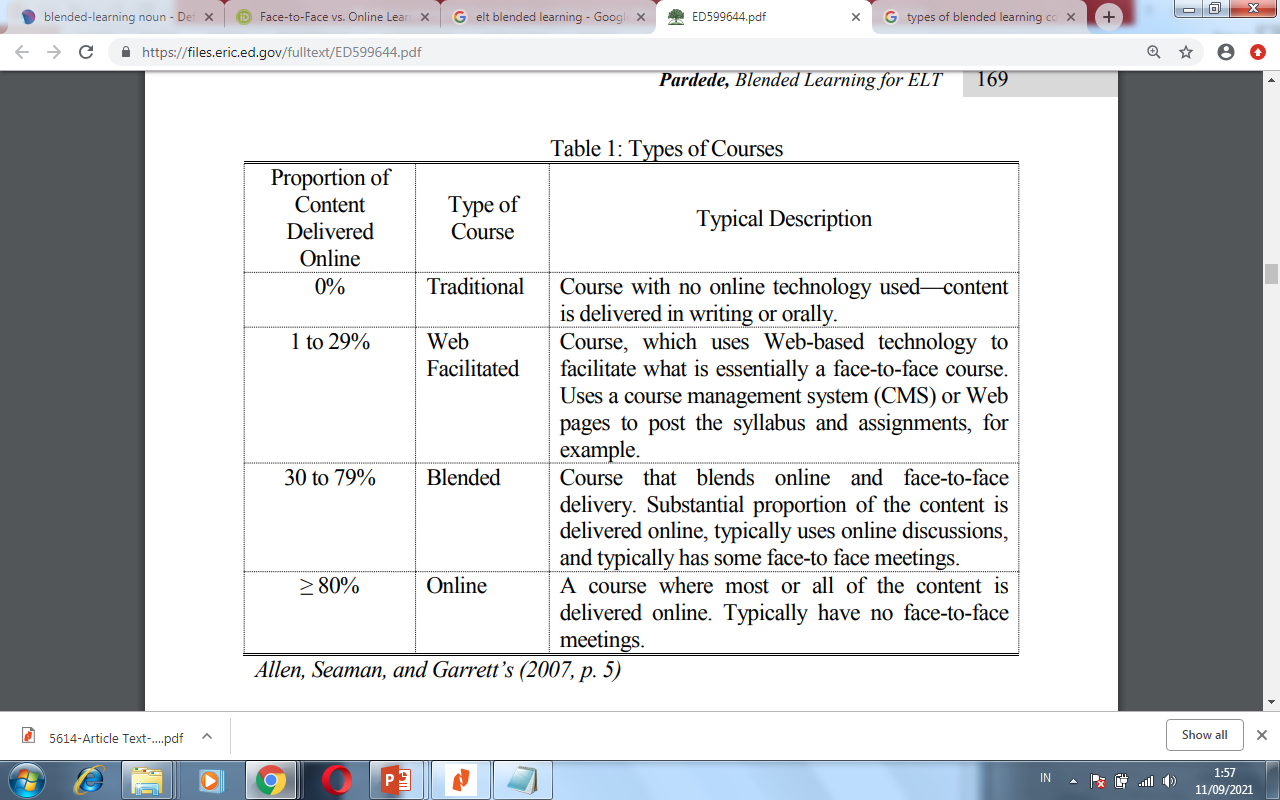 blended-learning noun - Def
Face-to-Face vs. Online Lear
elt blended learning - Googl
ED599644.pdf
types of blended learning co
https://files.eric.ed.gov/fulltext/ED599644.pdf
Pardede, Blended Learning for ELT 169
Table 1: Types of Courses
Proportion of
Content
Delivered
Online
Type of
Course
Typical Description
0%
Traditional
Course with no online technology used—content
is delivered in writing or orally.
1 to 29%
Web
Facilitated
Course, which uses Web-based technology to
facilitate what is essentially a face-to-face course.
Uses a course management system (CMS) or Web
pages to post the syllabus and assignments, for
example.
30 to 79%
Blended
Course that blends online and face-to-face
delivery. Substantial proportion of the content is
delivered online, typically uses online discussions,
and typically has some face-to face meetings.
≥ 80%
Online
A course where most or all of the content is
delivered online. Typically have no face-to-face
meetings.
Allen, Seaman, and Garrett’s (2007, p. 5)
5614-Article Text-....pdf
Show all
IN
1:57
11/09/2021